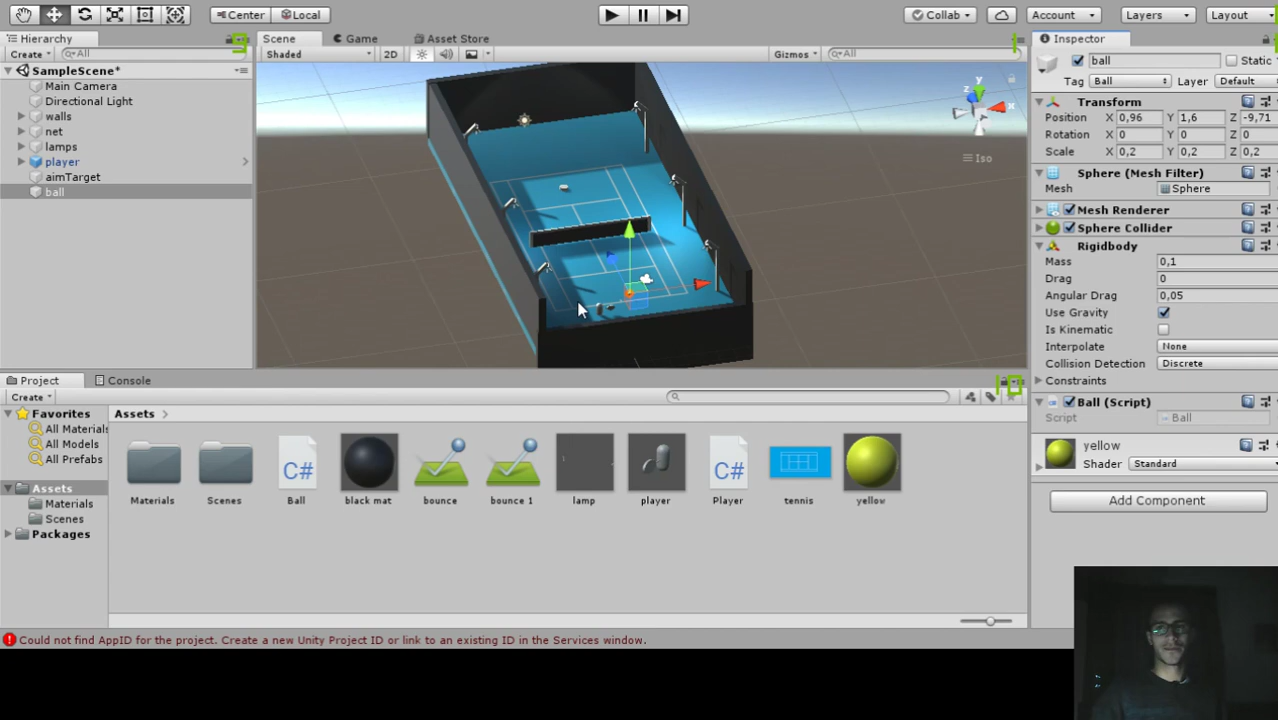 Center Local Collab Account Layers Layout
Hierarchy
Create All
SampleScene*
Main Camera
Directional Light
walls
net
lamps
player
aimTarget
ball
Scene Game Asset Store
Shaded 2D Gizmos All
y
z
x
Iso
Inspector
ball Static
Tag Ball Layer Default
Transform
Position X 0,96 Y 1,6 Z -9,71
Rotation X 0 Y 0 Z 0
Scale X 0,2 Y 0,2 Z 0,2
Sphere (Mesh Filter)
Mesh Sphere
Mesh Renderer
Sphere Collider
Rigidbody
Mass 0,1
Drag 0
Angular Drag 0,05
Use Gravity
Is Kinematic
Interpolate None
Collision Detection Discrete
Constraints
Ball (Script)
Script Ball
yellow
Shader Standard
Add Component
Project Console
Create
Favorites
All Materials
All Models
All Prefabs
Assets
Materials
Scenes
Packages
Assets
C# C#
Materials Scenes Ball black mat bounce bounce 1 lamp player Player tennis yellow
Could not find AppID for the project. Create a new Unity Project ID or link to an existing ID in the Services window.